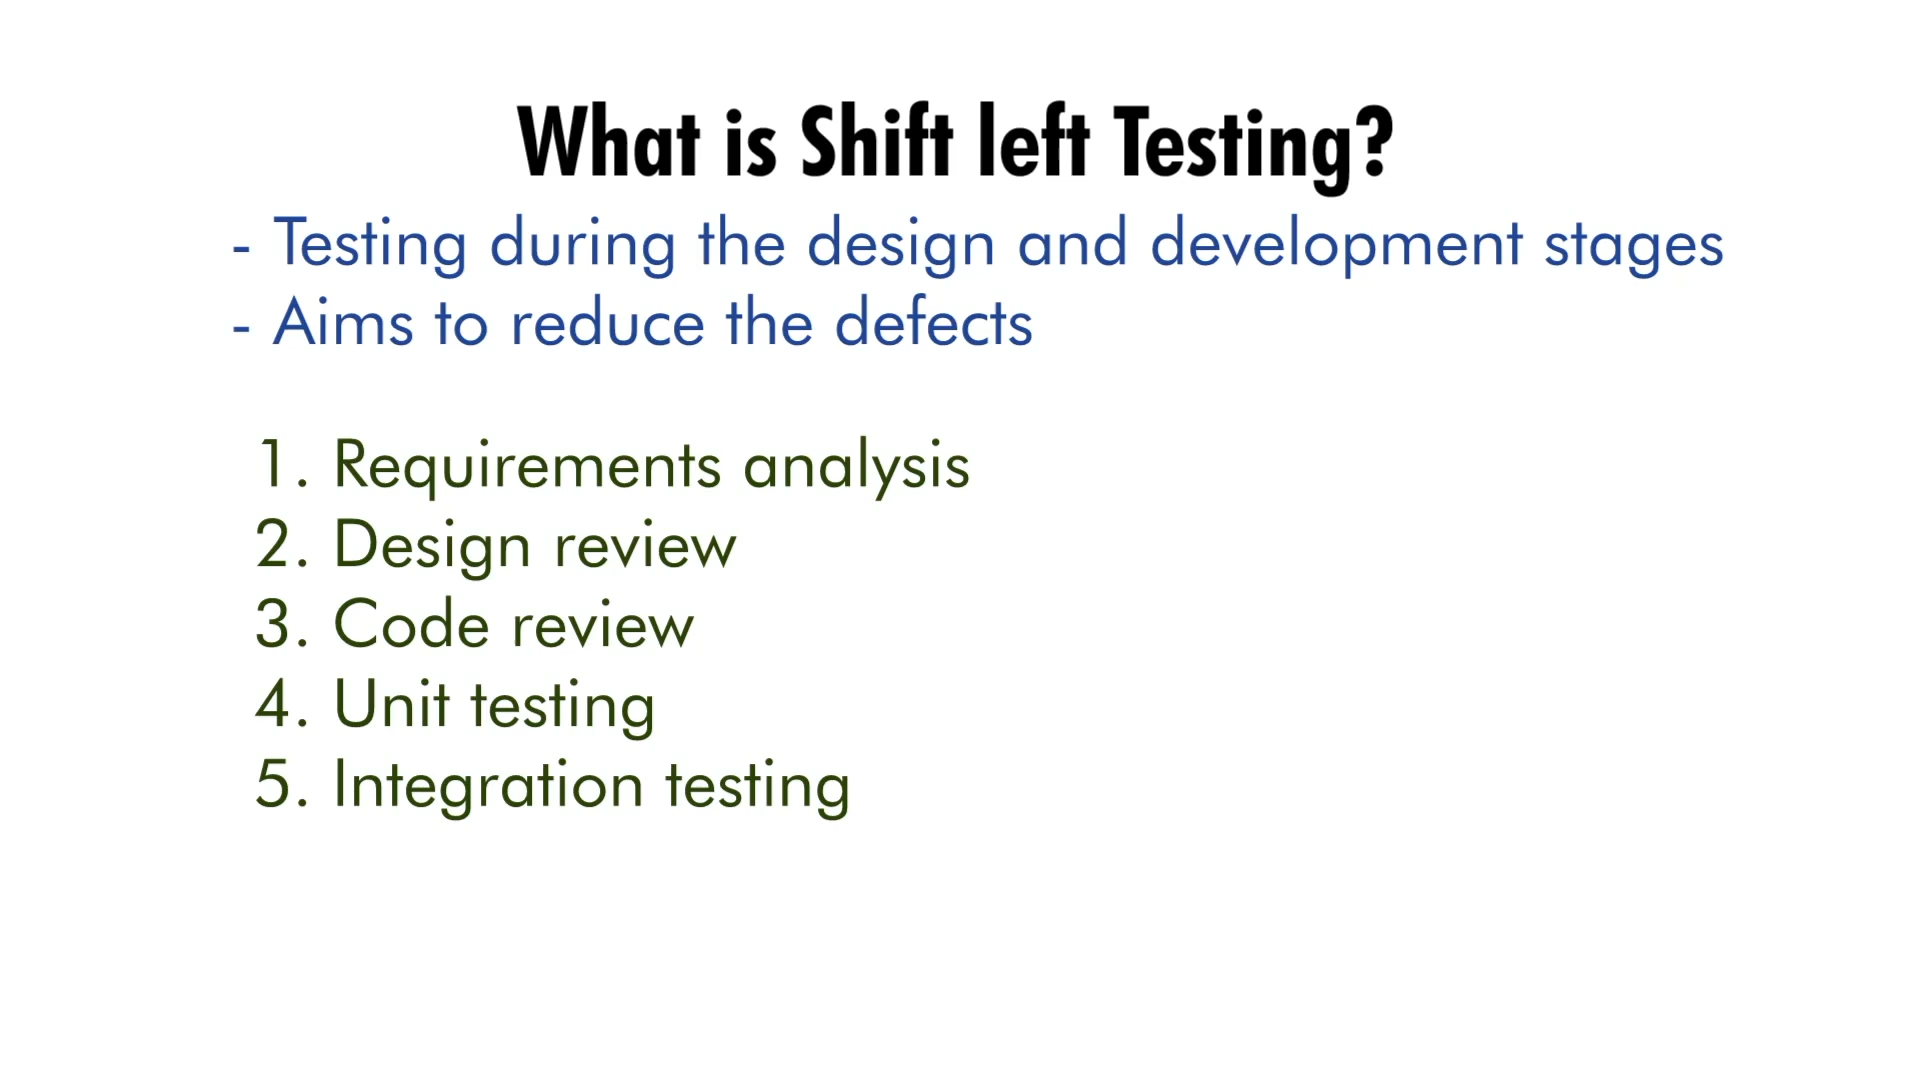 What is Shift left Testing?
- Testing during the design and development stages
- Aims to reduce the defects
1. Requirements analysis
2. Design review
3. Code review
4. Unit testing
5. Integration testing